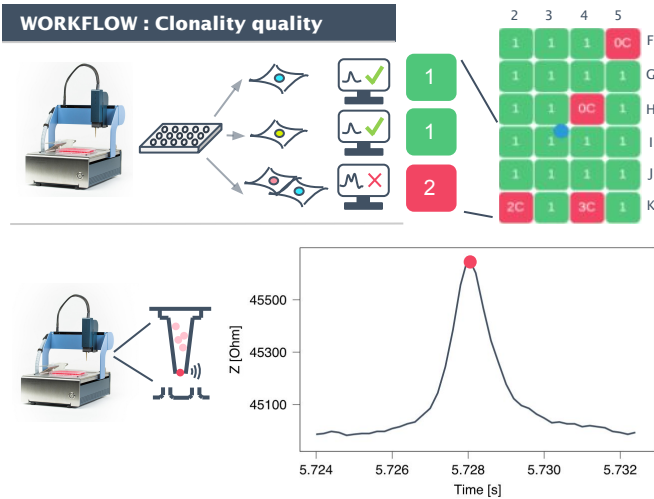 WORKFLOW : Clonality quality
2 3 4 5
1 1 1 0C F
1 1 1 1 G
1 1 0C 1 H
1 1 1 1 I
1 1 1 1 J
2C 1 3C 1 K
1
1
2
Z [Ohm]
45500
45300
45100
5.724 5.726 5.728 5.730 5.732
Time [s]